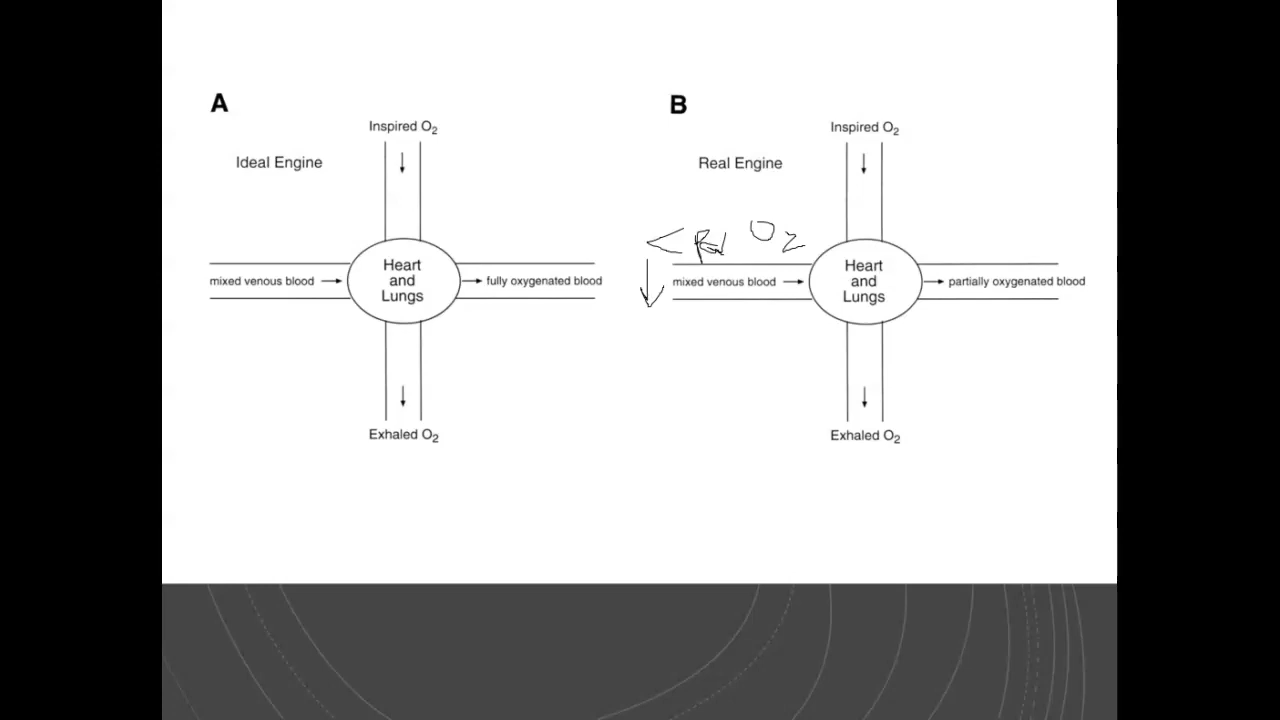 A
Inspired O2
Ideal Engine
Heart
and
Lungs
mixed venous blood
fully oxygenated blood
Exhaled O2
B
Inspired O2
Real Engine
O2
Heart
and
Lungs
mixed venous blood
partially oxygenated blood
Exhaled O2